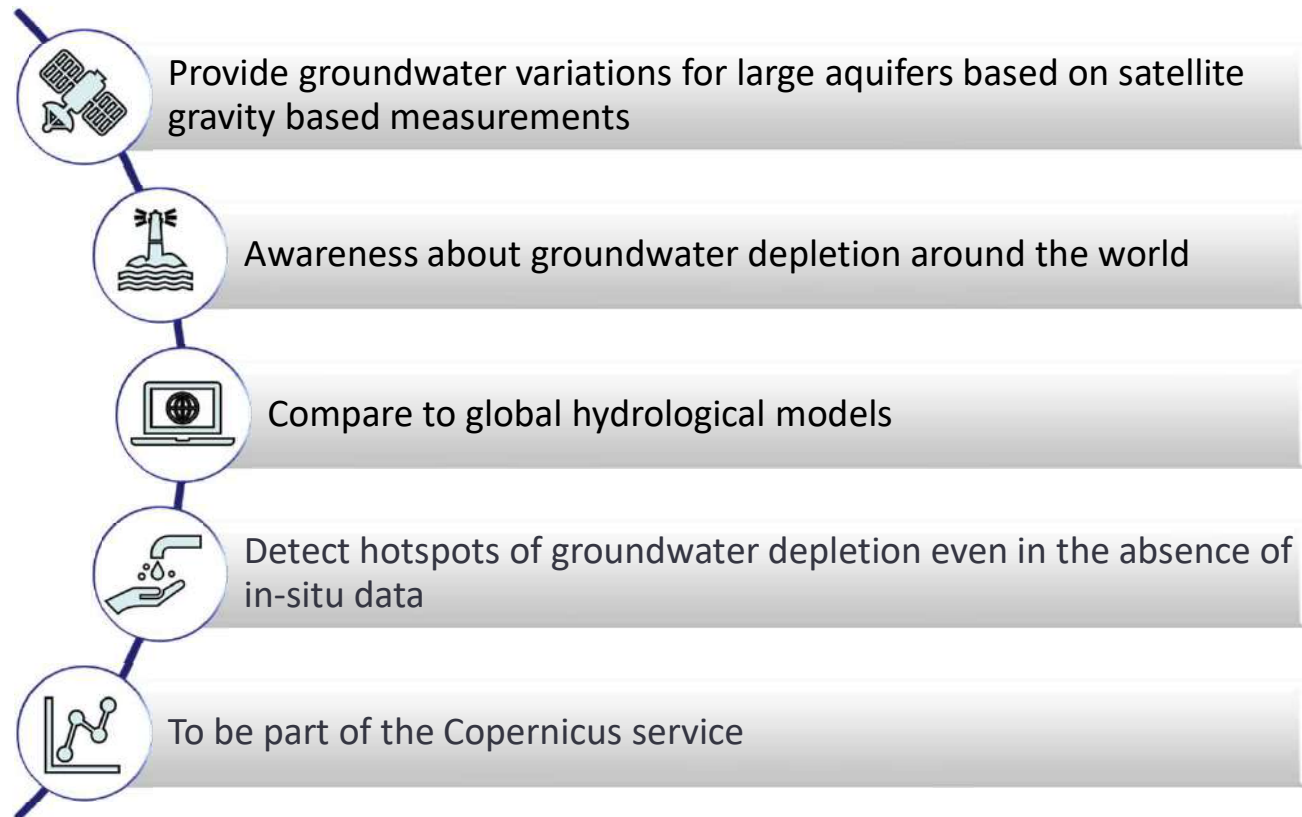 Provide groundwater variations for large aquifers based on satellite
gravity based measurements
Awareness about groundwater depletion around the world
Compare to global hydrological models
Detect hotspots of groundwater depletion even in the absence of
in-situ data
To be part of the Copernicus service